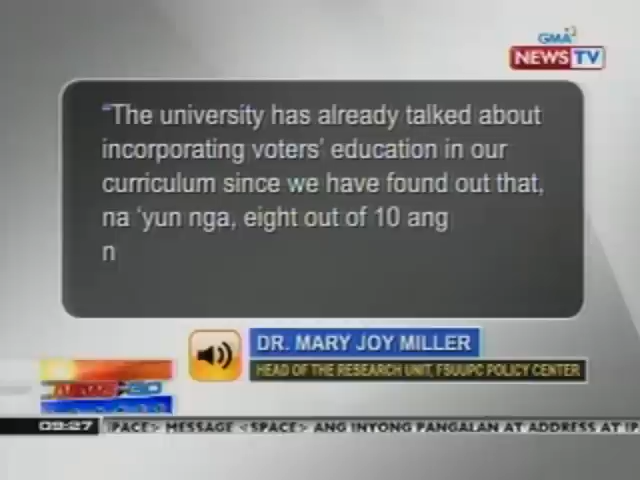 GMA
NEWS TV
"The university has already talked about
incorporating voters' education in our
curriculum since we have found out that,
na 'yun nga, eight out of 10 ang
n
DR. MARY JOY MILLER
HEAD OF THE RESEARCH UNIT, FSUUPC POLICY CENTER
09:27 PACE> MESSAGE <SPACE> ANG INYONG PANGALAN AT ADDRESS AT IP